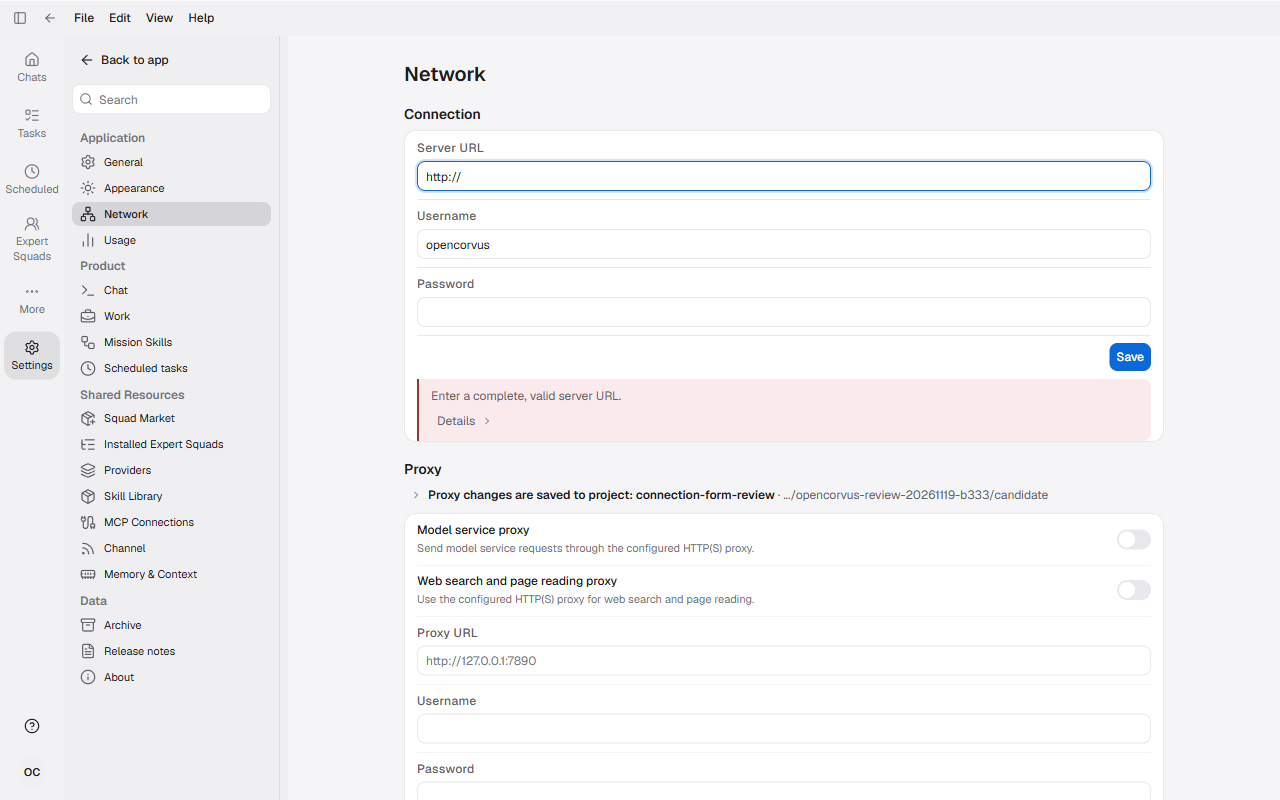 File Edit View Help
Chats
Tasks
Scheduled
Expert
Squads
More
Settings
OC
Back to app
Search
Application
General
Appearance
Network
Usage
Product
Chat
Work
Mission Skills
Scheduled tasks
Shared Resources
Squad Market
Installed Expert Squads
Providers
Skill Library
MCP Connections
Channel
Memory & Context
Data
Archive
Release notes
About
Network
Connection
Server URL
http://
Username
opencorvus
Password
Save
Enter a complete, valid server URL.
Details
Proxy
Proxy changes are saved to project: connection-form-review · …/opencorvus-review-20261119-b333/candidate
Model service proxy
Send model service requests through the configured HTTP(S) proxy.
Web search and page reading proxy
Use the configured HTTP(S) proxy for web search and page reading.
Proxy URL
http://127.0.0.1:7890
Username
Password